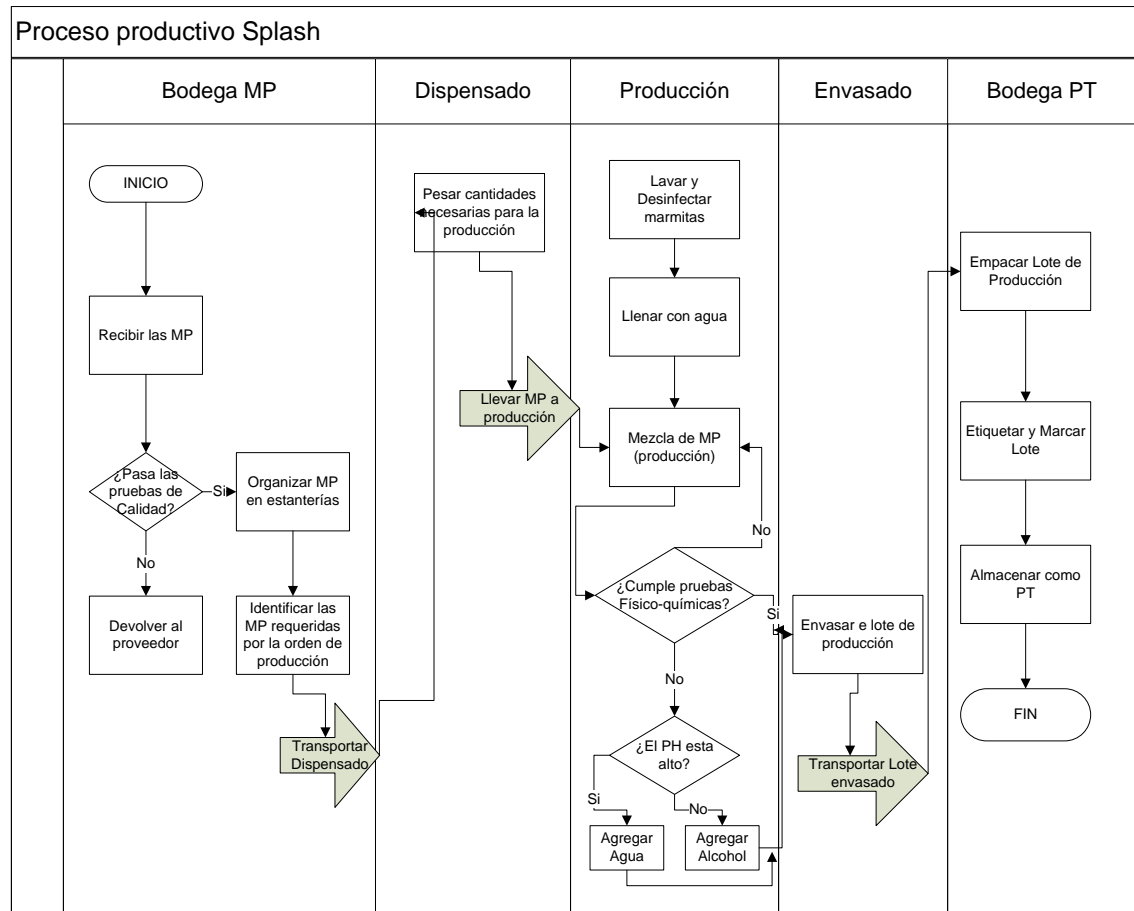 Proceso productivo Splash
Bodega MP
Dispensado
Producción
Envasado
Bodega PT
INICIO
Recibir las MP
¿Pasa las
pruebas de
Calidad?
Si
No
Organizar MP
en estanterías
Devolver al
proveedor
Identificar las
MP requeridas
por la orden de
producción
Transportar
Dispensado
Pesar cantidades
necesarias para la
producción
Llevar MP a
producción
Lavar y
Desinfectar
marmitas
Llenar con agua
Mezcla de MP
(producción)
No
¿Cumple pruebas
Físico-químicas?
Si
No
¿El PH esta
alto?
Si
No
Agregar
Agua
Agregar
Alcohol
Envasar e lote de
producción
Transportar Lote
envasado
Empacar Lote de
Producción
Etiquetar y Marcar
Lote
Almacenar como
PT
FIN